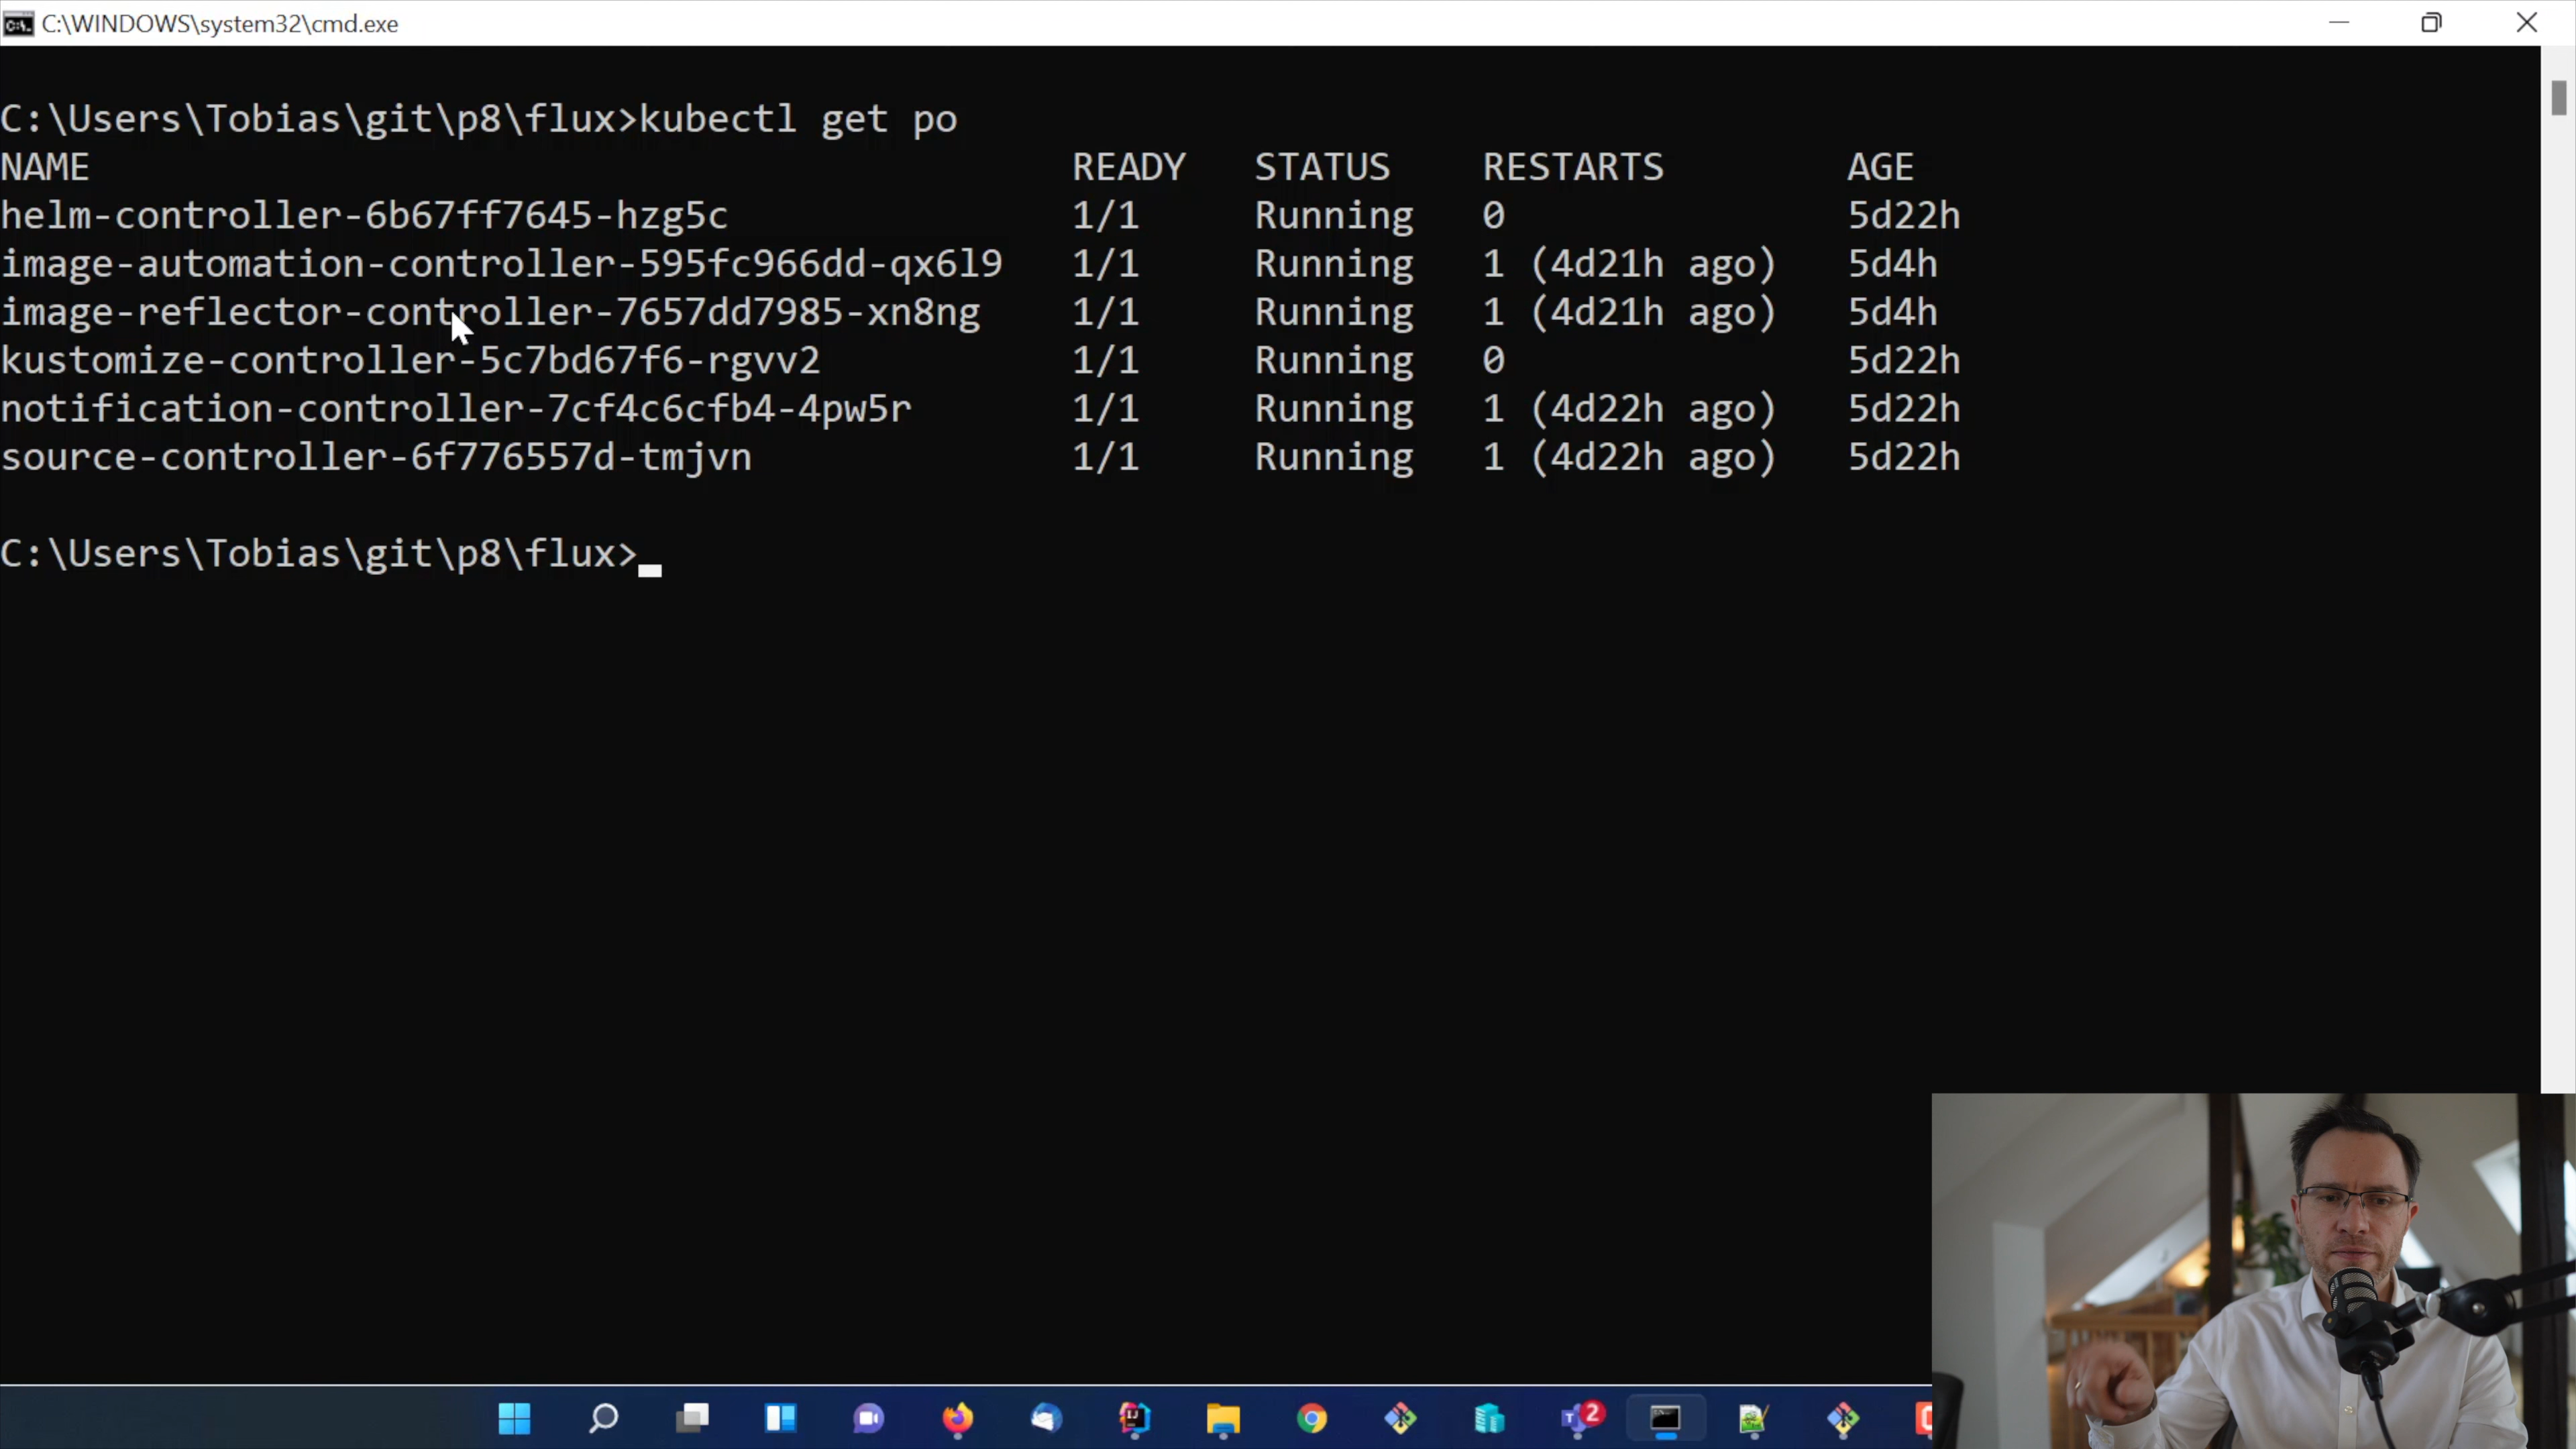 C:\WINDOWS\system32\cmd.exe
C:\Users\Tobias\git\p8\flux>kubectl get po
NAME READY STATUS RESTARTS AGE
helm-controller-6b67ff7645-hzg5c 1/1 Running 0 5d22h
image-automation-controller-595fc966dd-qx6l9 1/1 Running 1 (4d21h ago) 5d4h
image-reflector-controller-7657dd7985-xn8ng 1/1 Running 1 (4d21h ago) 5d4h
kustomize-controller-5c7bd67f6-rgvv2 1/1 Running 0 5d22h
notification-controller-7cf4c6cfb4-4pw5r 1/1 Running 1 (4d22h ago) 5d22h
source-controller-6f776557d-tmjvn 1/1 Running 1 (4d22h ago) 5d22h
C:\Users\Tobias\git\p8\flux>
2